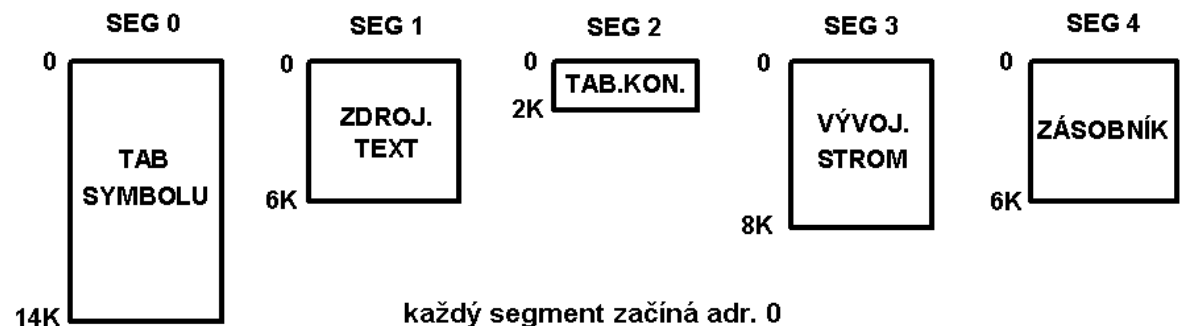 SEG 0
SEG 1
SEG 2
SEG 3
SEG 4
0
0
0
0
0
TAB
SYMBOLU
14K
ZDROJ.
TEXT
6K
TAB.KON.
2K
VÝVOJ.
STROM
8K
ZÁSOBNÍK
6K
každý segment začíná adr. 0